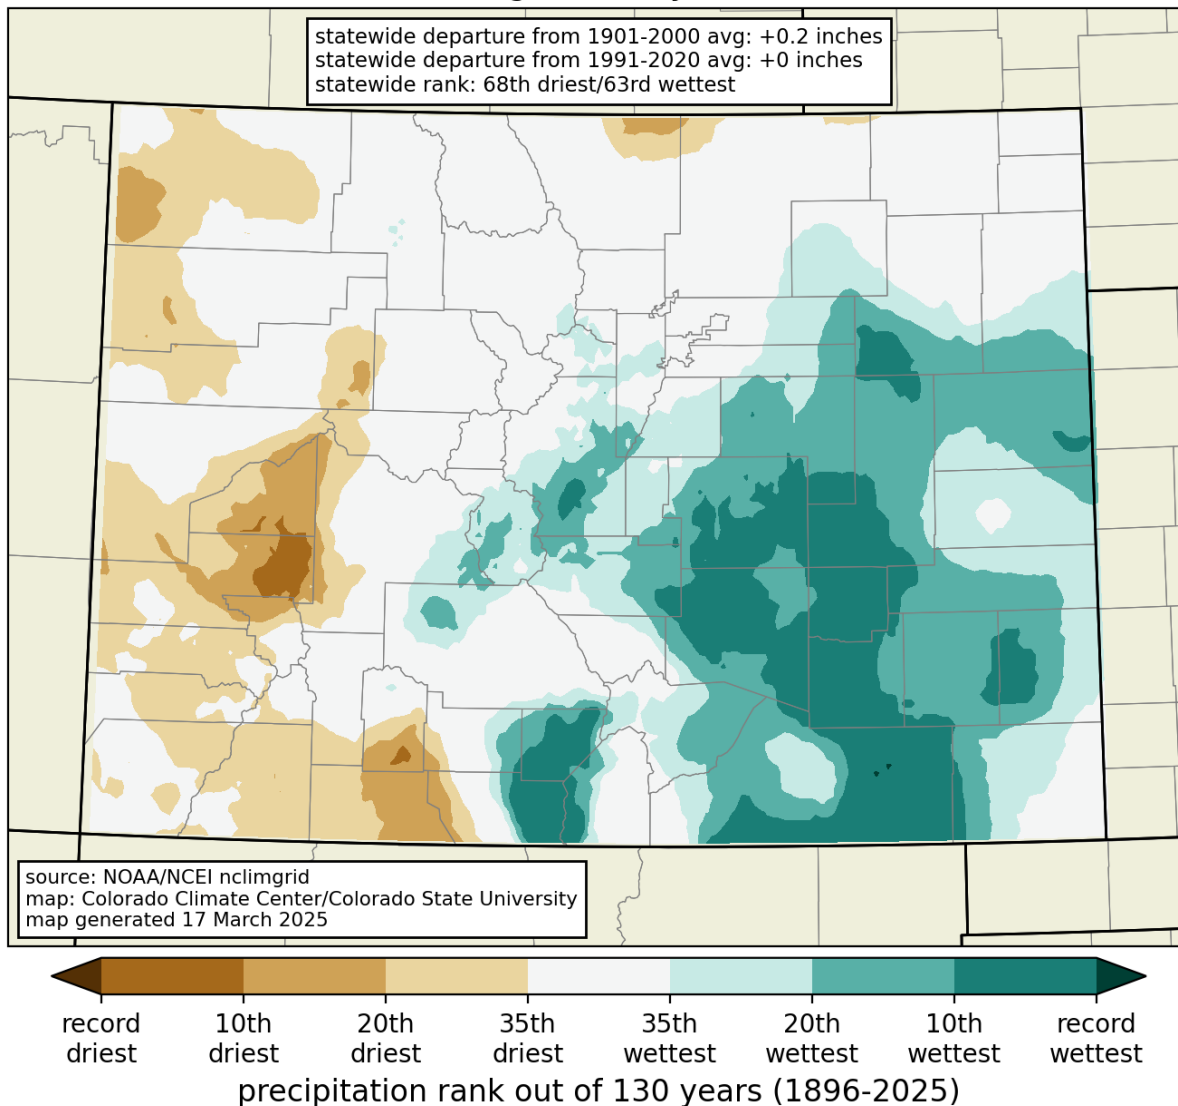 statewide departure from 1901-2000 avg: +0.2 inches
statewide departure from 1991-2020 avg: +0 inches
statewide rank: 68th driest/63rd wettest
source: NOAA/NCEI nclimgrid
map: Colorado Climate Center/Colorado State University
map generated 17 March 2025
record driest
10th driest
20th driest
35th driest
35th wettest
20th wettest
10th wettest
record wettest
precipitation rank out of 130 years (1896-2025)